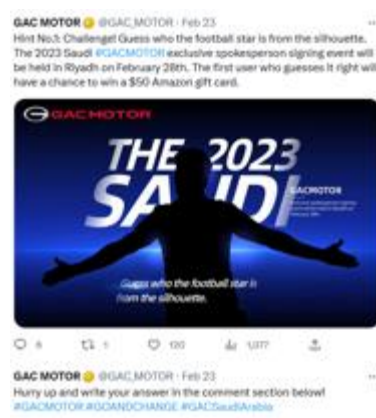 GAC MOTOR @GAC_MOTOR · Feb 23
Hint No.1: Challenge! Guess who the football star is from the silhouette.
The 2023 Saudi #GACMOTOR exclusive spokesperson signing event will
be held in Riyadh on February 28th. The first user who guesses it right will
have a chance to win a $50 Amazon gift card.
GAC MOTOR
THE 2023
SAUDI
GACMOTOR
Guess who the football star is
from the silhouette.
6 1 120 1,077
GAC MOTOR @GAC_MOTOR · Feb 23
Hurry up and write your answer in the comment section below!
#GACMOTOR #GOANDCHANGE #GACSaudiArabia